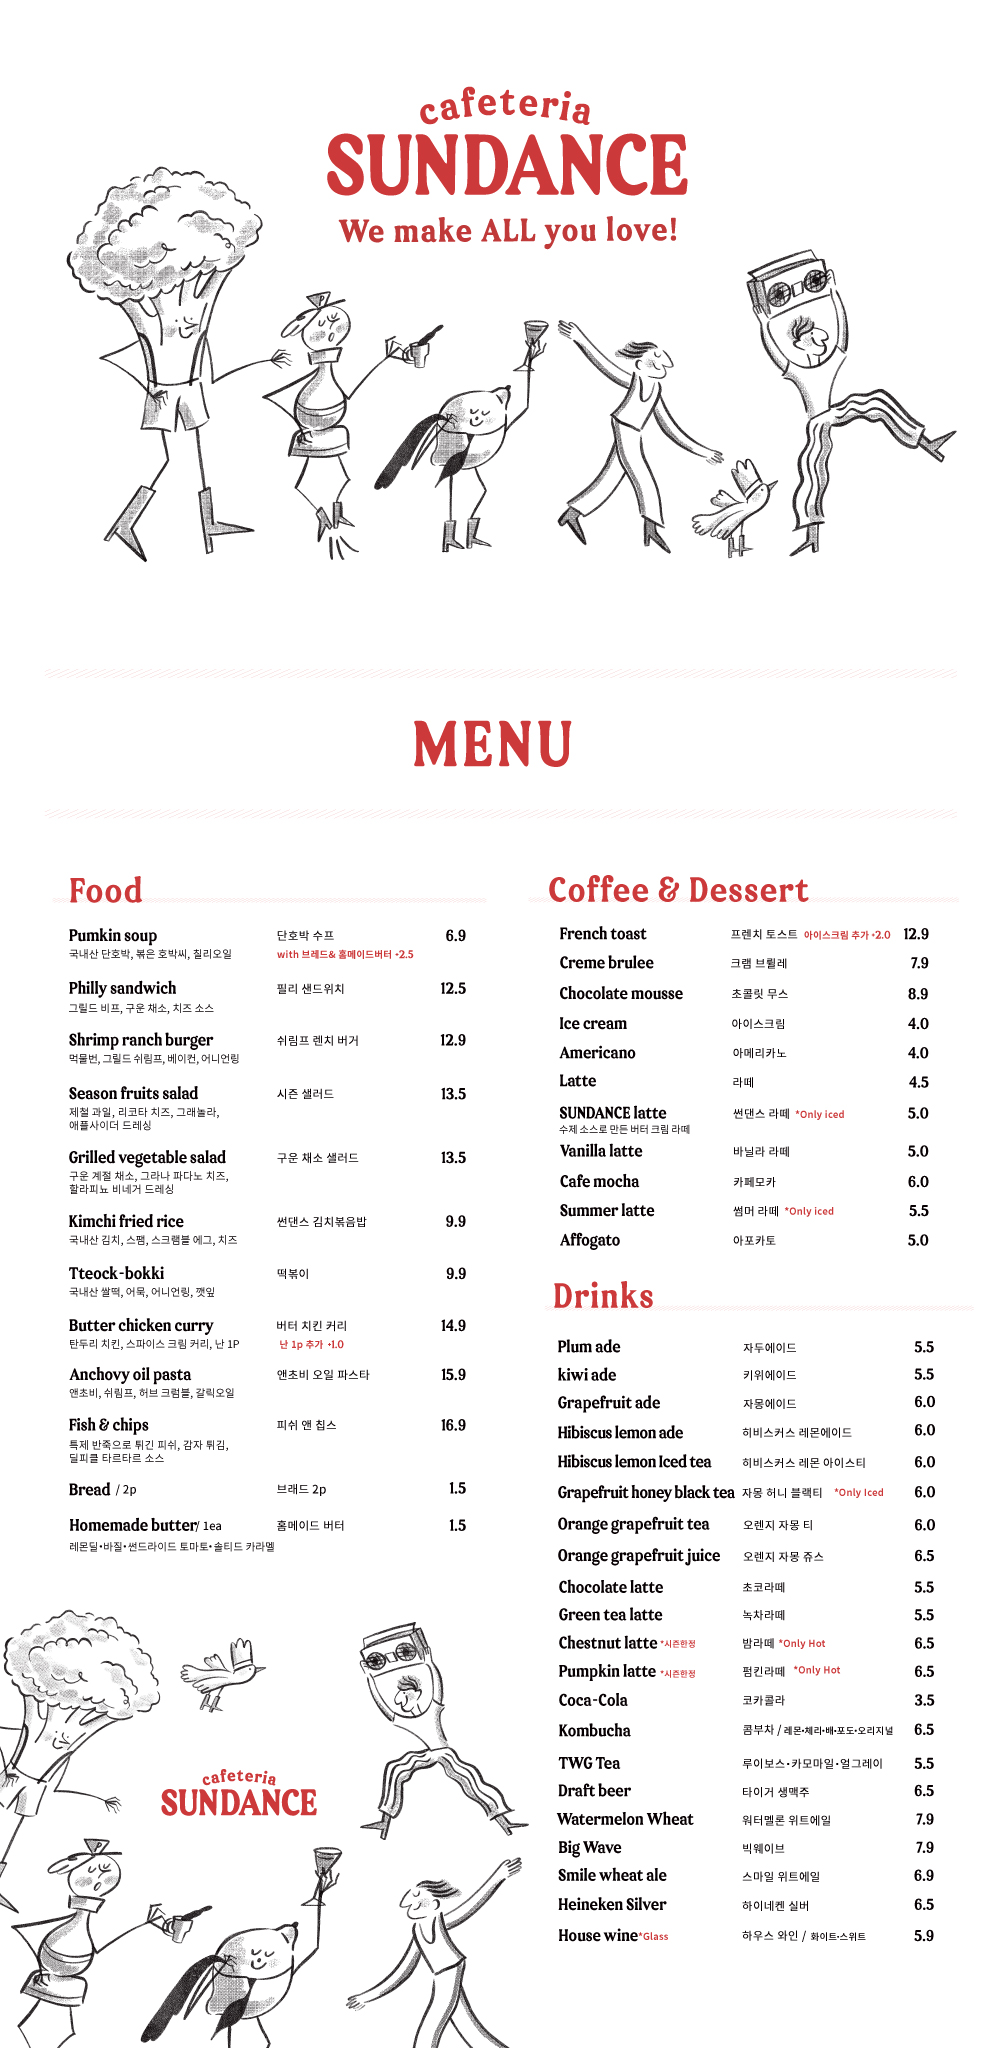 cafeteria
SUNDANCE
We make ALL you love!
P
MENU
Food
Pumkin soup 단호박 수프 6.9
국내산 단호박, 볶은 호박씨, 칠리오일 with 브레드& 홈메이드버터 +2.5
Philly sandwich 필리 샌드위치 12.5
그릴드 비프, 구운 채소, 치즈 소스
Shrimp ranch burger 쉬림프 렌치 버거 12.9
먹물번, 그릴드 쉬림프, 베이컨, 어니언링
Season fruits salad 시즌 샐러드 13.5
제철 과일, 리코타 치즈, 그래놀라,
애플사이더 드레싱
Grilled vegetable salad 구운 채소 샐러드 13.5
구운 계절 채소, 그라나 파다노 치즈,
할라피뇨 비네거 드레싱
Kimchi fried rice 썬댄스 김치볶음밥 9.9
국내산 김치, 스팸, 스크램블 에그, 치즈
Tteock-bokki 떡볶이 9.9
국내산 쌀떡, 어묵, 어니언링, 깻잎
Butter chicken curry 버터 치킨 커리 14.9
탄두리 치킨, 스파이스 크림 커리, 난 1P 난 1p 추가 +1.0
Anchovy oil pasta 앤초비 오일 파스타 15.9
앤초비, 쉬림프, 허브 크럼블, 갈릭오일
Fish & chips 피쉬 앤 칩스 16.9
특제 반죽으로 튀긴 피쉬, 감자 튀김,
딜피클 타르타르 소스
Bread / 2p 브래드 2p 1.5
Homemade butter/ 1ea 홈메이드 버터 1.5
레몬딜•바질•썬드라이드 토마토•솔티드 카라멜
Coffee & Dessert
French toast 프렌치 토스트 아이스크림 추가 +2.0 12.9
Creme brulee 크램 브륄레 7.9
Chocolate mousse 초콜릿 무스 8.9
Ice cream 아이스크림 4.0
Americano 아메리카노 4.0
Latte 라떼 4.5
SUNDANCE latte 썬댄스 라떼 *Only iced 5.0
수제 소스로 만든 버터 크림 라떼
Vanilla latte 바닐라 라떼 5.0
Cafe mocha 카페모카 6.0
Summer latte 썸머 라떼 *Only iced 5.5
Affogato 아포카토 5.0
Drinks
Plum ade 자두에이드 5.5
kiwi ade 키위에이드 5.5
Grapefruit ade 자몽에이드 6.0
Hibiscus lemon ade 히비스커스 레몬에이드 6.0
Hibiscus lemon Iced tea 히비스커스 레몬 아이스티 6.0
Grapefruit honey black tea 자몽 허니 블랙티 *Only Iced 6.0
Orange grapefruit tea 오렌지 자몽 티 6.0
Orange grapefruit juice 오렌지 자몽 쥬스 6.5
Chocolate latte 초코라떼 5.5
Green tea latte 녹차라떼 5.5
Chestnut latte *시즌한정 밤라떼 *Only Hot 6.5
Pumpkin latte *시즌한정 펌킨라떼 *Only Hot 6.5
Coca-Cola 코카콜라 3.5
Kombucha 콤부차 / 레몬•체리•배•포도•오리지널 6.5
TWG Tea 루이보스•카모마일•얼그레이 5.5
Draft beer 타이거 생맥주 6.5
Watermelon Wheat 워터멜론 위트에일 7.9
Big Wave 빅웨이브 7.9
Smile wheat ale 스마일 위트에일 6.9
Heineken Silver 하이네켄 실버 6.5
House wine*Glass 하우스 와인 / 화이트•스위트 5.9
cafeteria
SUNDANCE
P